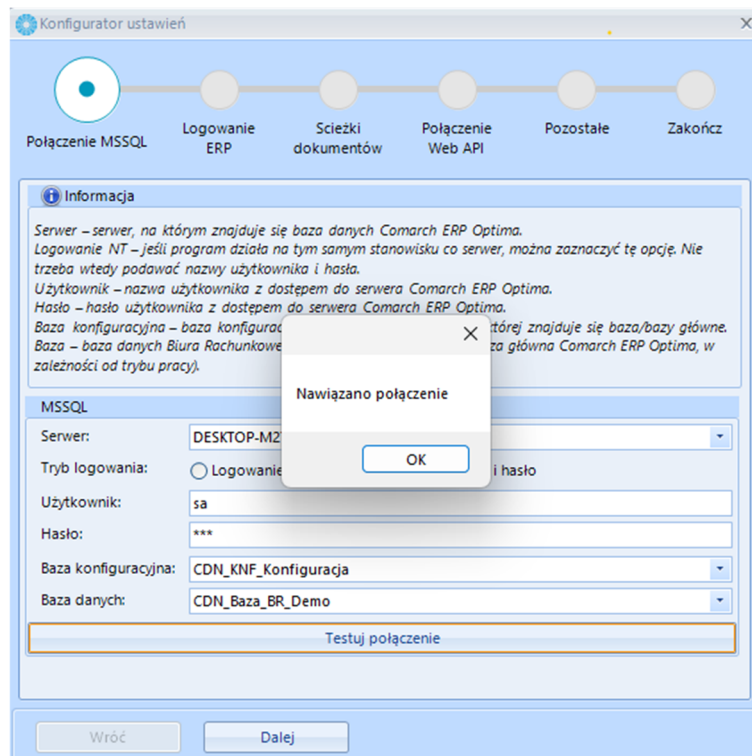 Konfigurator ustawień
Połączenie MSSQL
Logowanie
ERP
Scieżki
dokumentów
Połączenie
Web API
Pozostałe
Zakończ
Informacja
Serwer – serwer, na którym znajduje się baza danych Comarch ERP Optima.
Logowanie NT – jeśli program działa na tym samym stanowisku co serwer, można zaznaczyć tę opcję. Nie
trzeba wtedy podawać nazwy użytkownika i hasła.
Użytkownik – nazwa użytkownika z dostępem do serwera Comarch ERP Optima.
Hasło – hasło użytkownika z dostępem do serwera Comarch ERP Optima.
Baza konfiguracyjna – baza której znajduje się baza/bazy główne.
Baza – baza danych Biura główna Comarch ERP Optima, w
zależności od trybu pracy).
Nawiązano połączenie
OK
MSSQL
Serwer:
Tryb logowania: Logowanie i hasło
Użytkownik: sa
Hasło: ***
Baza konfiguracyjna: CDN_KNF_Konfiguracja
Baza danych: CDN_Baza_BR_Demo
Testuj połączenie
Wróć
Dalej